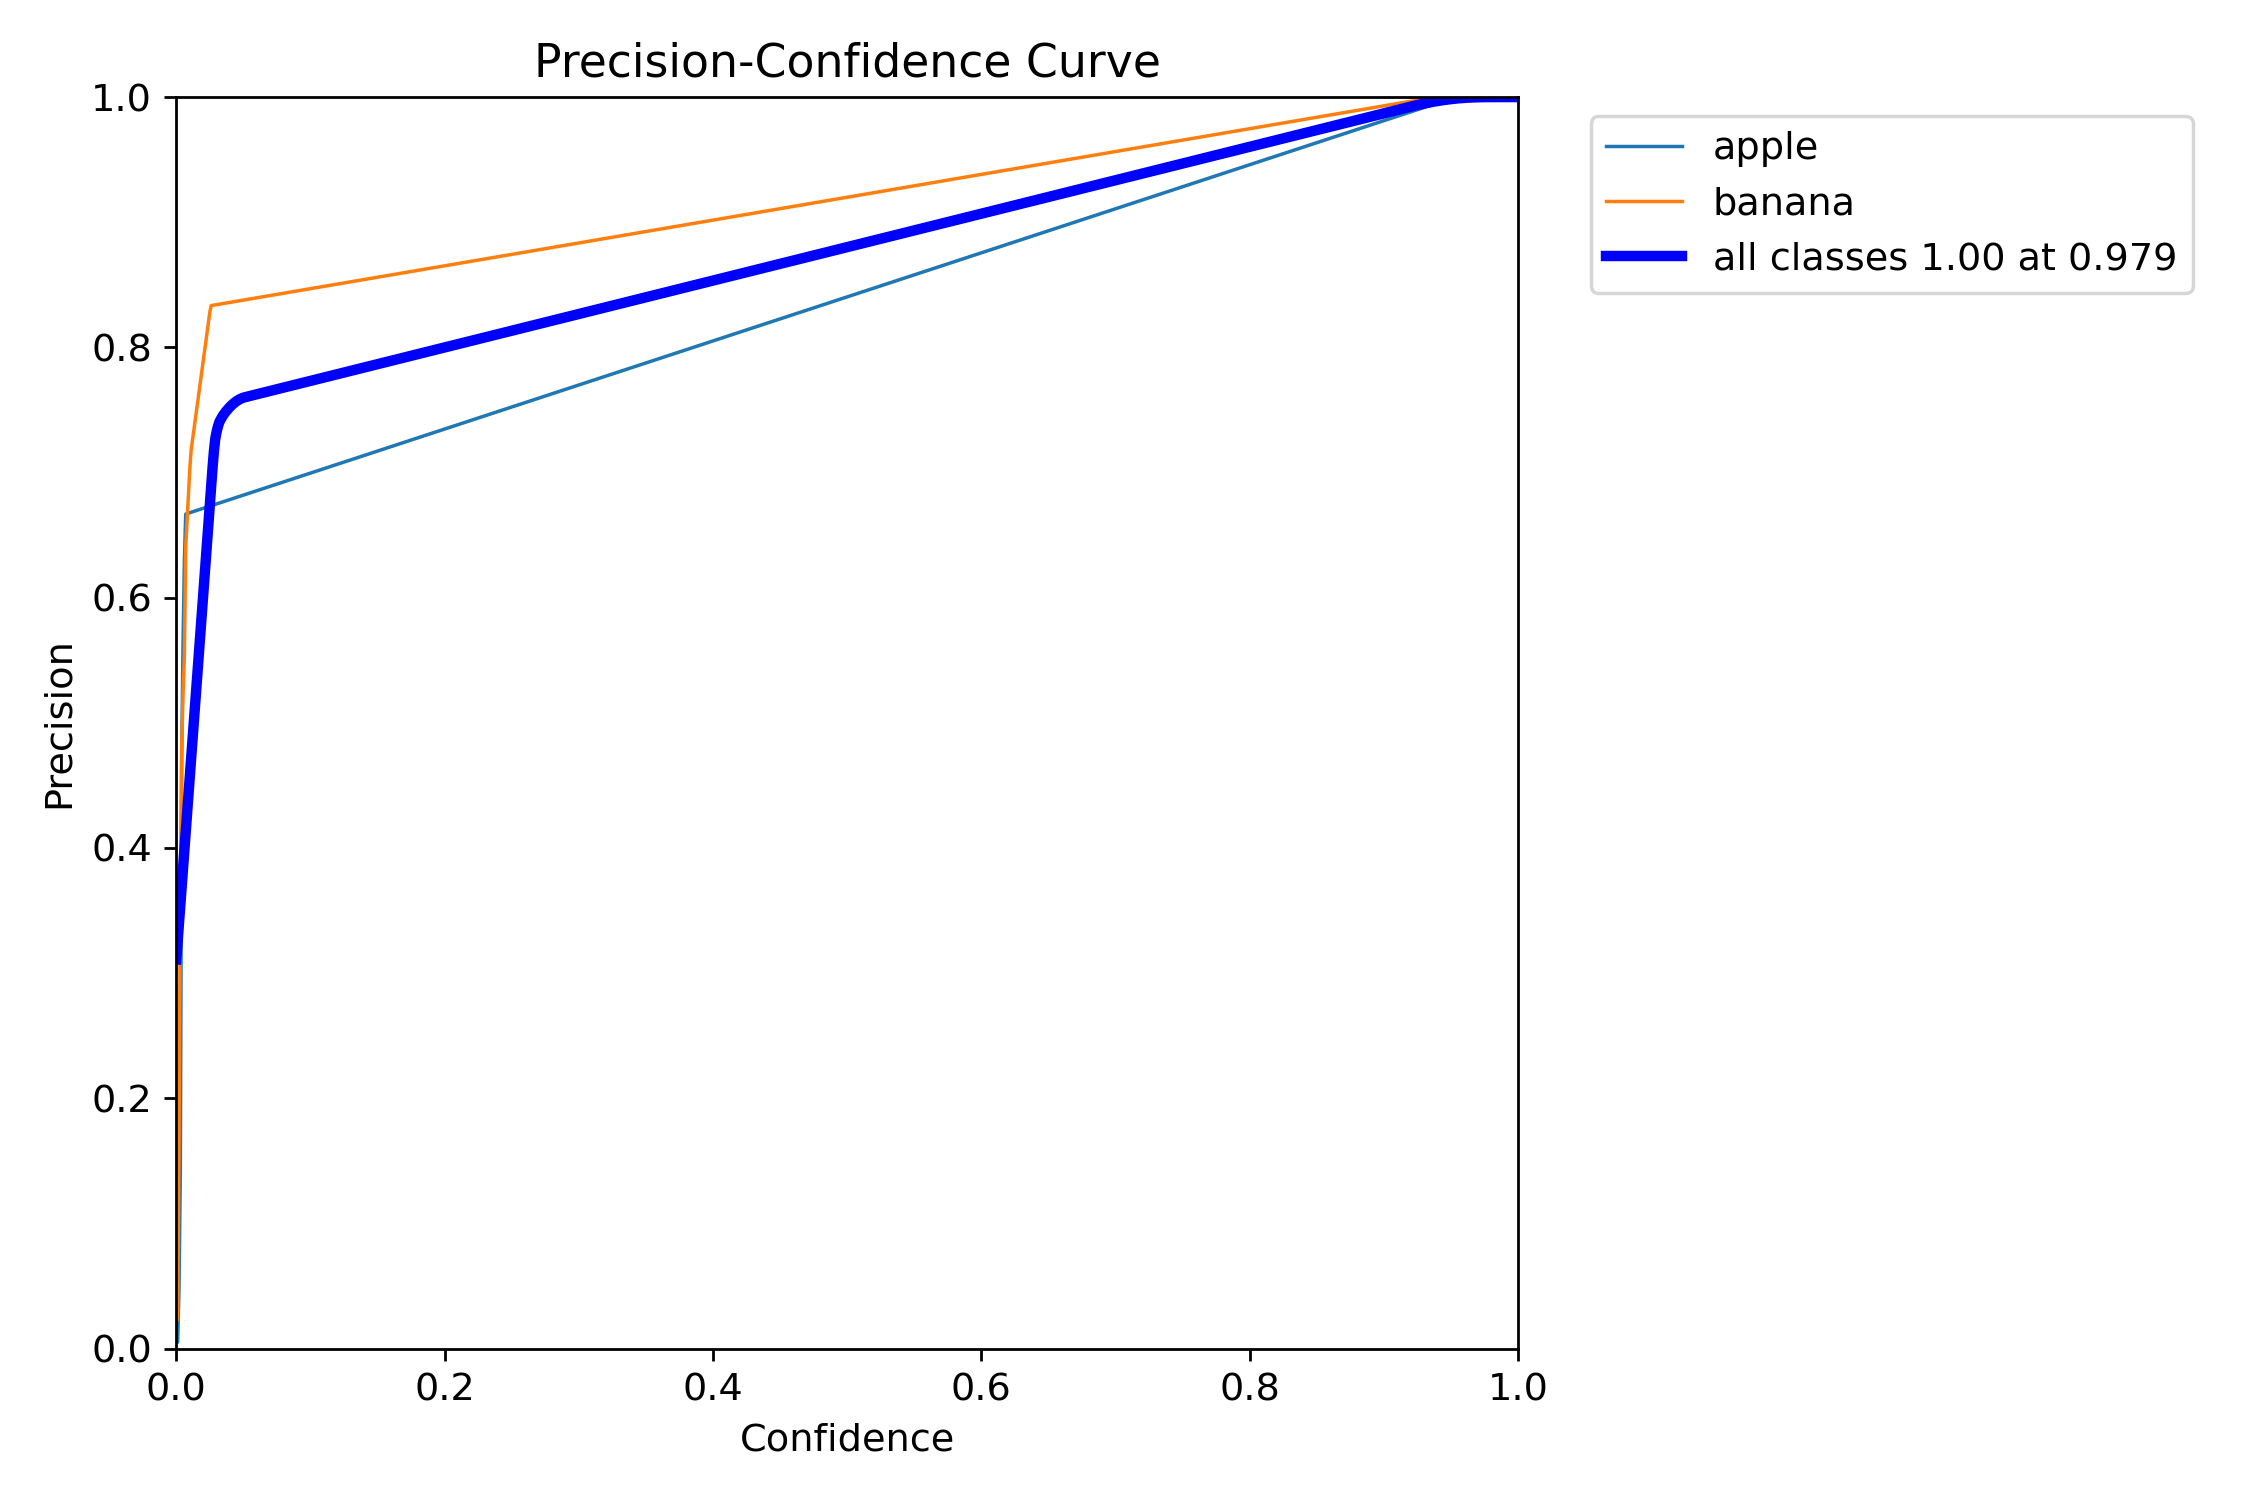 Precision-Confidence Curve
1.0
0.8
0.6
0.4
0.2
0.0
Precision
0.0 0.2 0.4 0.6 0.8 1.0
Confidence
apple
banana
all classes 1.00 at 0.979